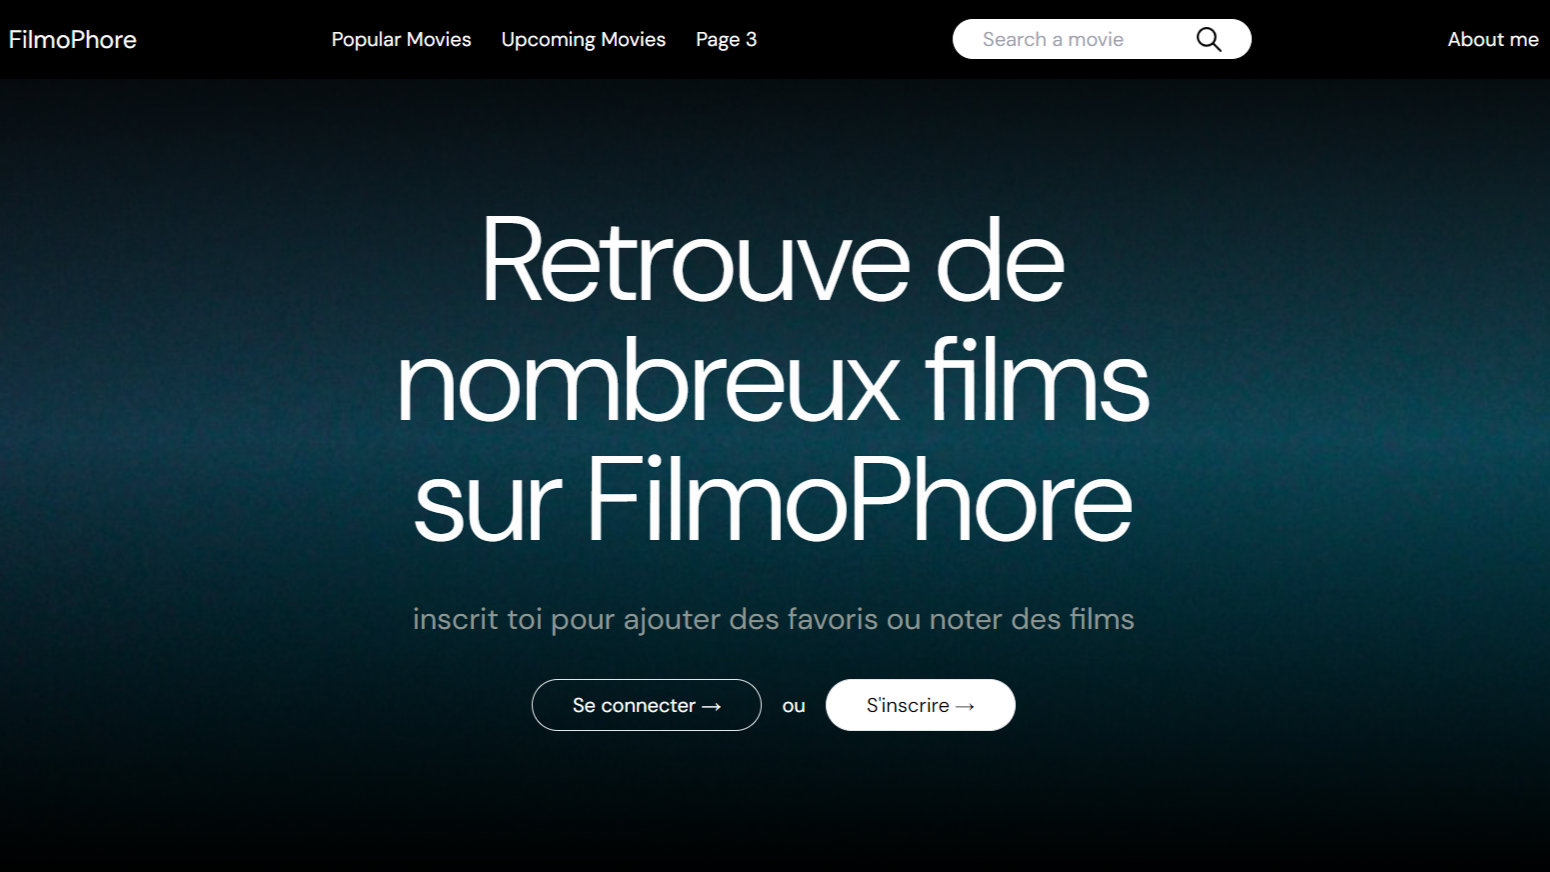 FilmoPhore
Popular Movies
Upcoming Movies
Page 3
Search a movie
About me
Retrouve de
nombreux films
sur FilmoPhore
inscrit toi pour ajouter des favoris ou noter des films
Se connecter →
ou
S'inscrire →